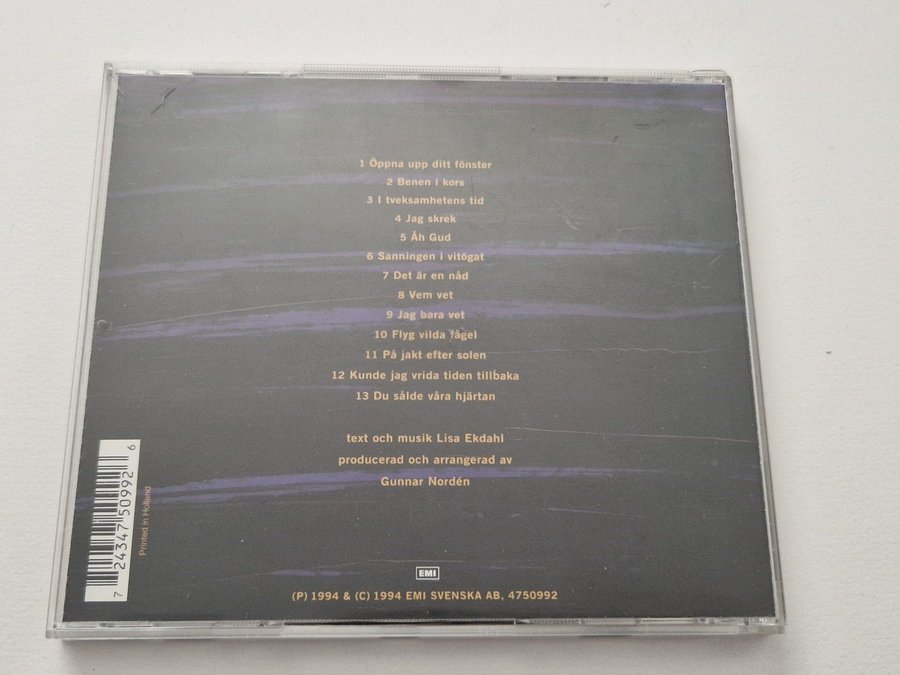 1 Öppna upp ditt fönster
2 Benen i kors
3 I tveksamhetens tid
4 Jag skrek
5 Åh Gud
6 Sanningen i vitögat
7 Det är en nåd
8 Vem vet
9 Jag bara vet
10 Flyg vilda fågel
11 På jakt efter solen
12 Kunde jag vrida tiden tillbaka
13 Du sålde våra hjärtan
text och musik Lisa Ekdahl
producerad och arrangerad av
Gunnar Nordén
7 24347 50992 6
Printed in Holland
EMI
(P) 1994 & (C) 1994 EMI SVENSKA AB, 4750992